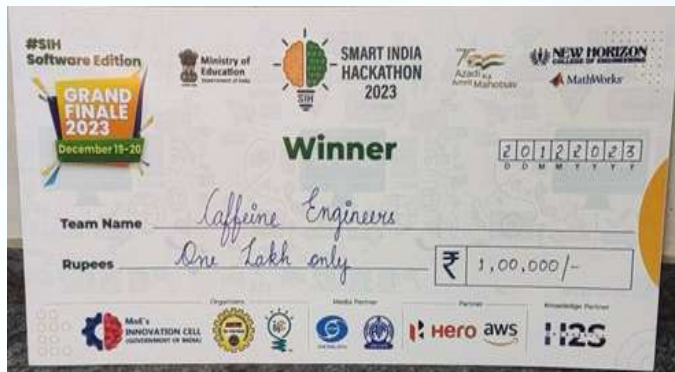 #SIH
Software Edition
GRAND
FINALE
2023
December 19-20
Ministry of
Education
SIH
SMART INDIA
HACKATHON
2023
75
Azadi Ka
Amrit Mahotsav
NEW HORIZON
COLLEGE OF ENGINEERING
MathWorks
Winner
20122023
D D M M Y Y Y Y
Team Name Caffeine Engineers
Rupees One Lakh only ₹ 1,00,000/-
Organizers Media Partner Partner Knowledge Partner
MoE's
INNOVATION CELL
(GOVERNMENT OF INDIA)
Hero aws H2S